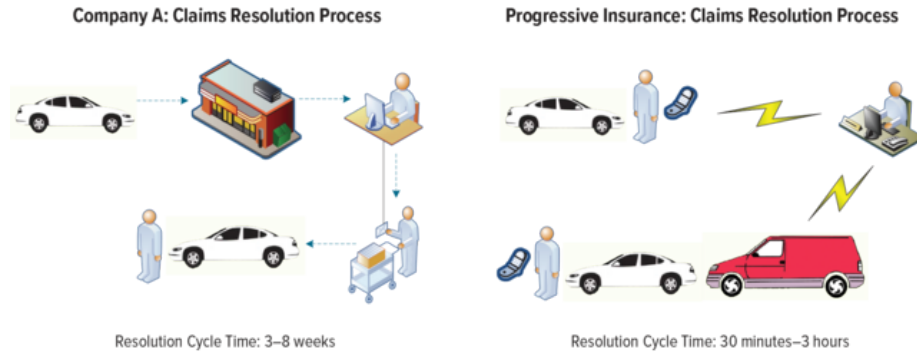 Company A: Claims Resolution Process
Progressive Insurance: Claims Resolution Process
Resolution Cycle Time: 3–8 weeks
Resolution Cycle Time: 30 minutes–3 hours